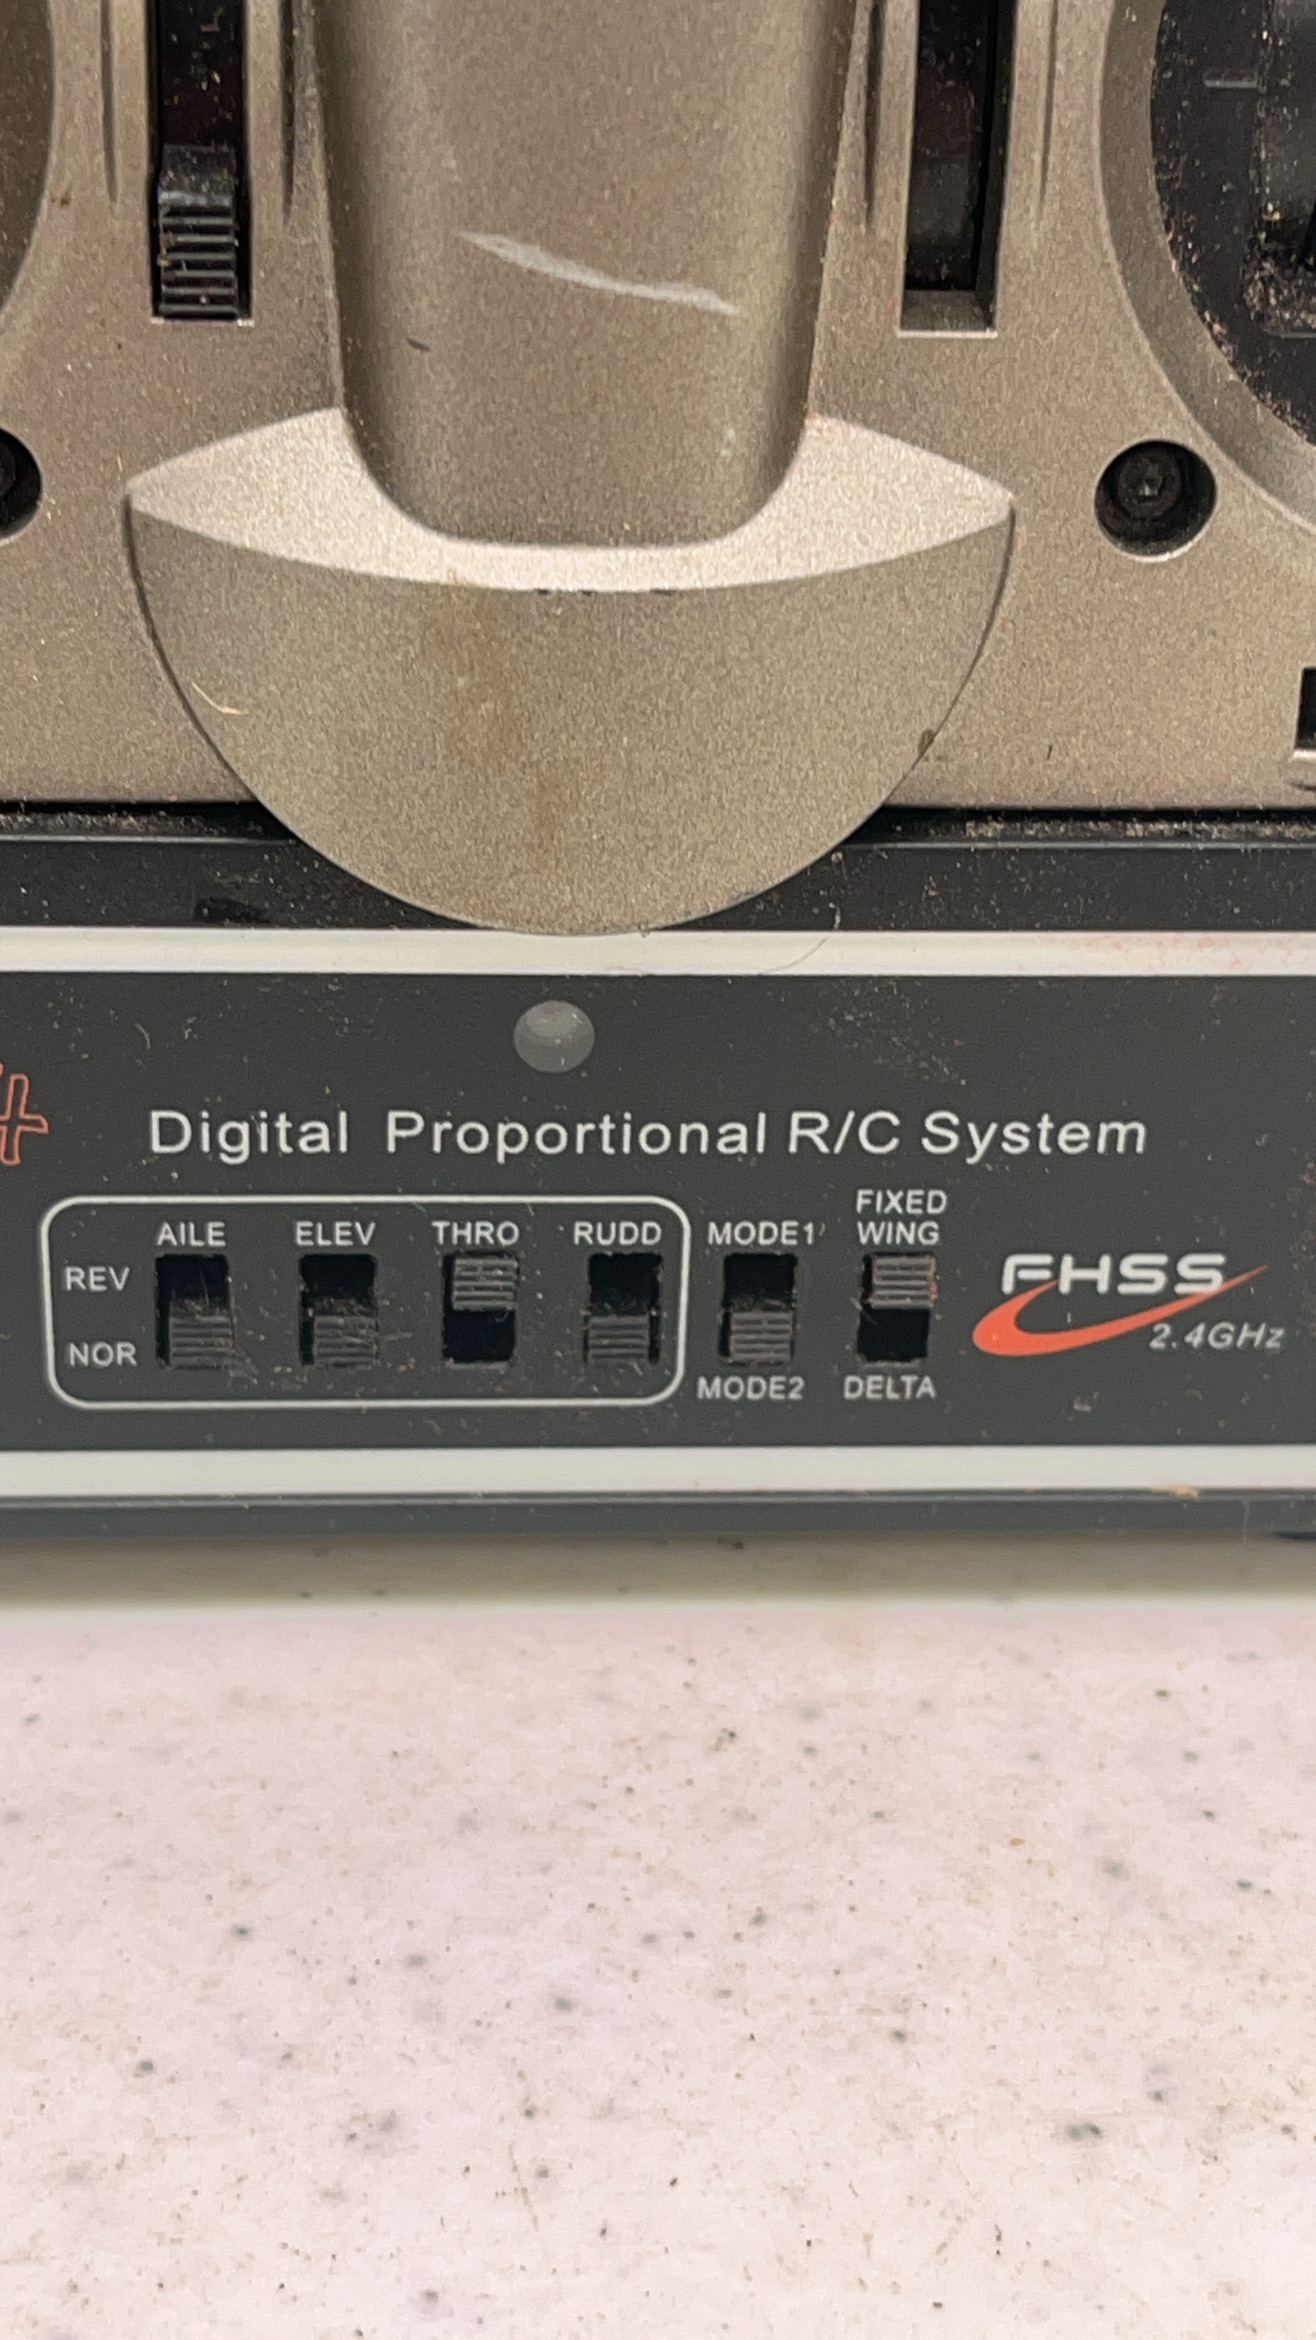 Digital Proportional R/C System
AILE ELEV THRO RUDD MODE1 FIXED WING
REV
NOR
MODE2 DELTA
FHSS
2.4GHz